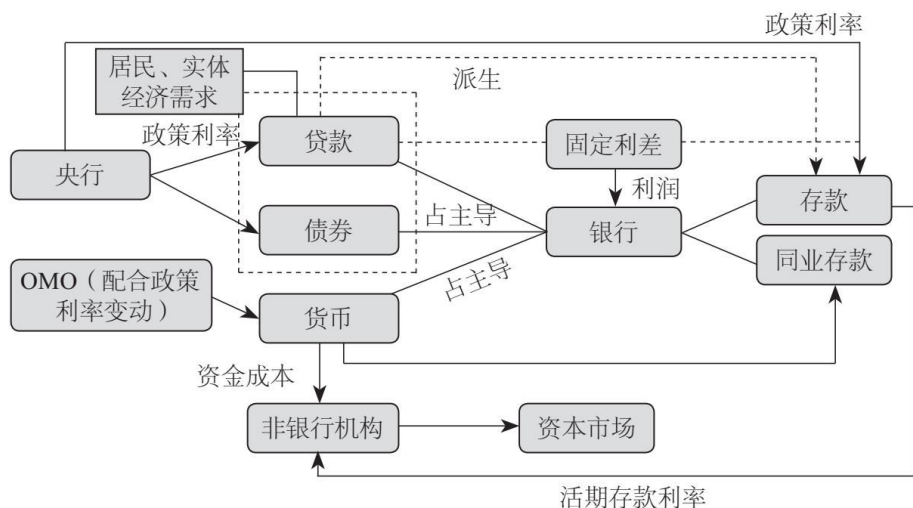 政策利率
居民、实体
经济需求
派生
政策利率
贷款
固定利差
央行
利润
存款
债券
占主导
银行
同业存款
OMO（配合政策
利率变动）
占主导
货币
资金成本
非银行机构
资本市场
活期存款利率